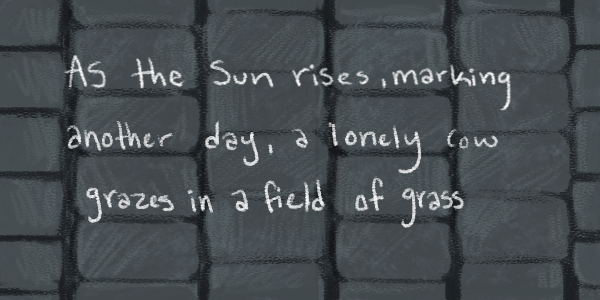 As the Sun rises, marking
another day, a lonely cow
grazes in a field of grass